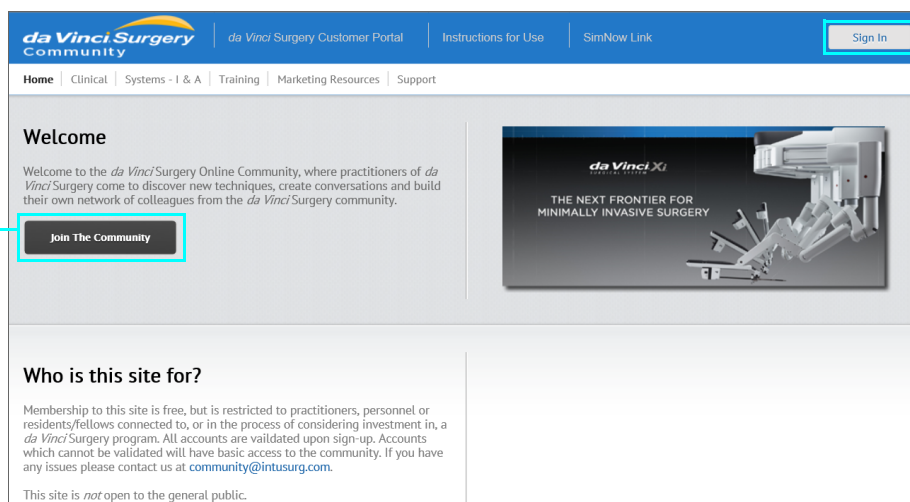 da Vinci Surgery
Community
da Vinci Surgery Customer Portal
Instructions for Use
SimNow Link
Sign In
Home
Clinical
Systems - I & A
Training
Marketing Resources
Support
Welcome
Welcome to the da Vinci Surgery Online Community, where practitioners of da
Vinci Surgery come to discover new techniques, create conversations and build
their own network of colleagues from the da Vinci Surgery community.
Join The Community
da Vinci Xi
SURGICAL SYSTEM
THE NEXT FRONTIER FOR
MINIMALLY INVASIVE SURGERY
Who is this site for?
Membership to this site is free, but is restricted to practitioners, personnel or
residents/fellows connected to, or in the process of considering investment in, a
da Vinci Surgery program. All accounts are vaildated upon sign-up. Accounts
which cannot be validated will have basic access to the community. If you have
any issues please contact us at community@intusurg.com.
This site is not open to the general public.